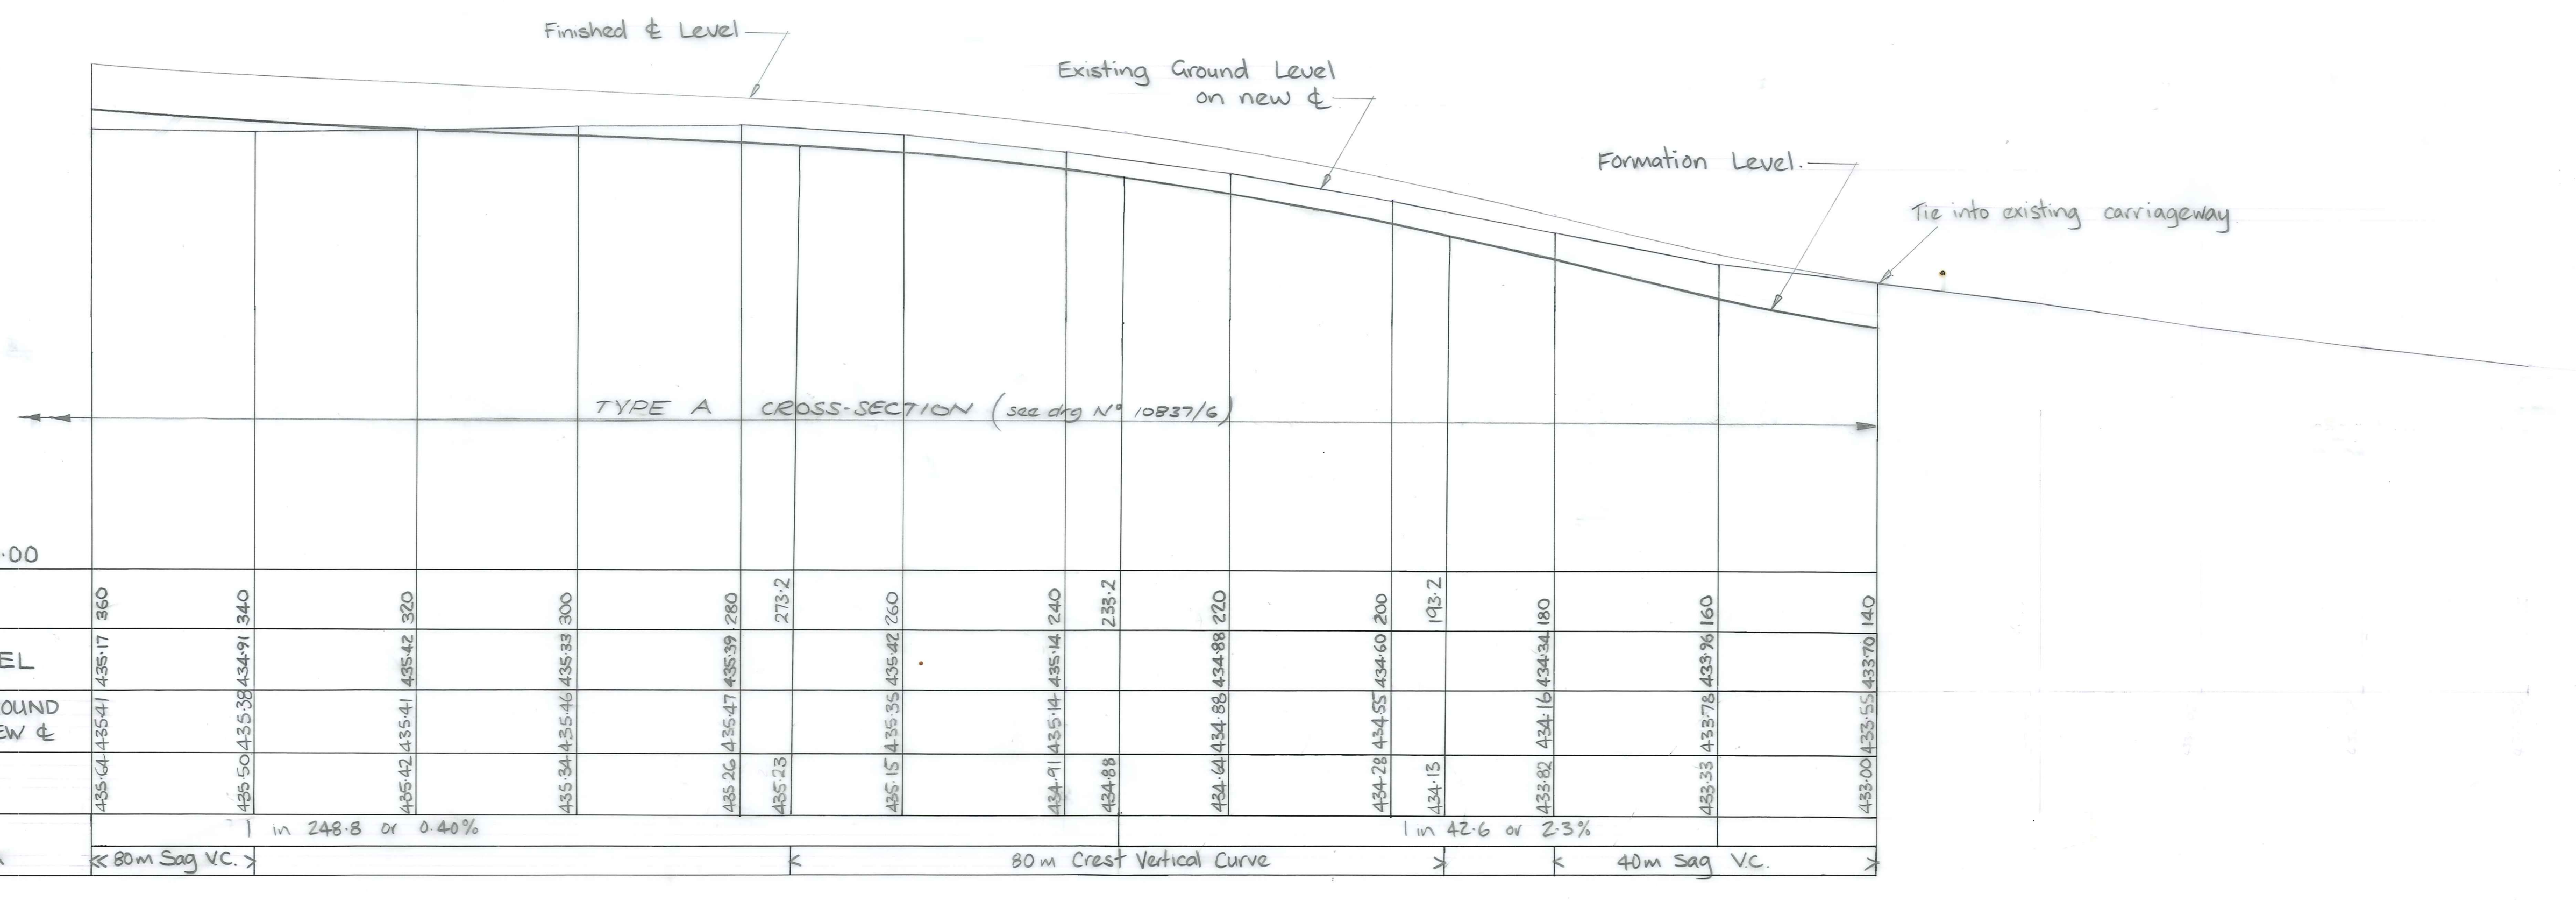 Finished ℄ Level
Existing Ground Level
on new ℄
Formation Level.
Tie into existing carriageway
TYPE A CROSS-SECTION (see drg Nº 10837/6)
·00
360 340 320 300 280 273·2 260 240 233·2 220 200 193·2 180 160 140
EL 435·17 434·91 435·42 435·33 435·39 435·42 435·14 434·88 434·60 434·34 433·96 433·70
OUND
EW ℄
435·41 435·38 435·41 435·46 435·47 435·35 435·14 434·88 434·55 434·16 433·78 433·55
435·64 435·50 435·42 435·34 435·26 435·23 435·15 434·91 434·88 434·64 434·28 434·13 433·82 433·33 433·00
1 in 248·8 or 0·40% 1 in 42·6 or 2·3%
80m Sag V.C. 80m Crest Vertical Curve 40m Sag V.C.